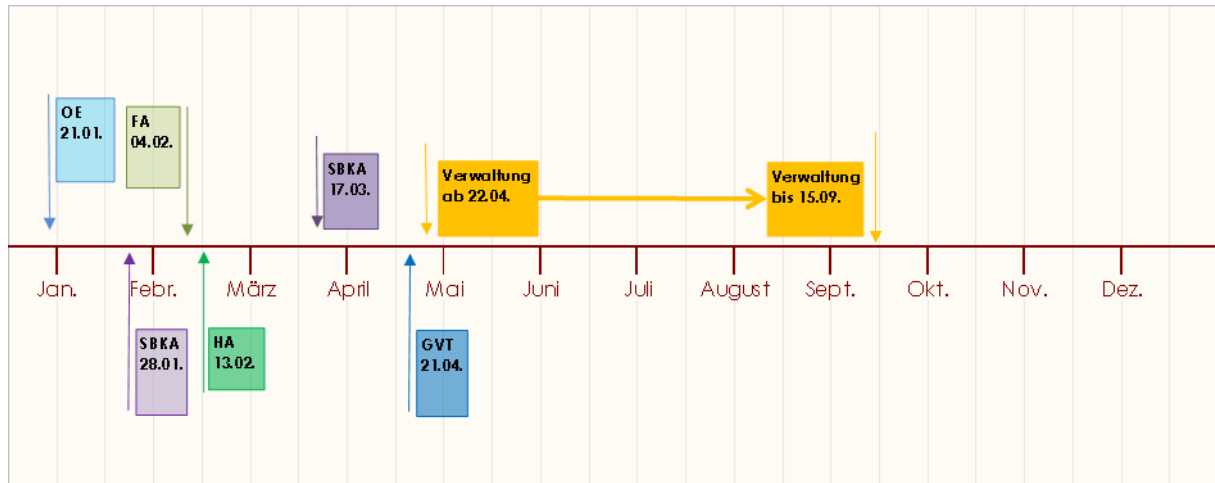 OE
21.01.
FA
04.02.
SBKA
17.03.
Verwaltung
ab 22.04.
Verwaltung
bis 15.09.
Jan.
Febr.
März
April
Mai
Juni
Juli
August
Sept.
Okt.
Nov.
Dez.
SBKA
28.01.
HA
13.02.
GVT
21.04.